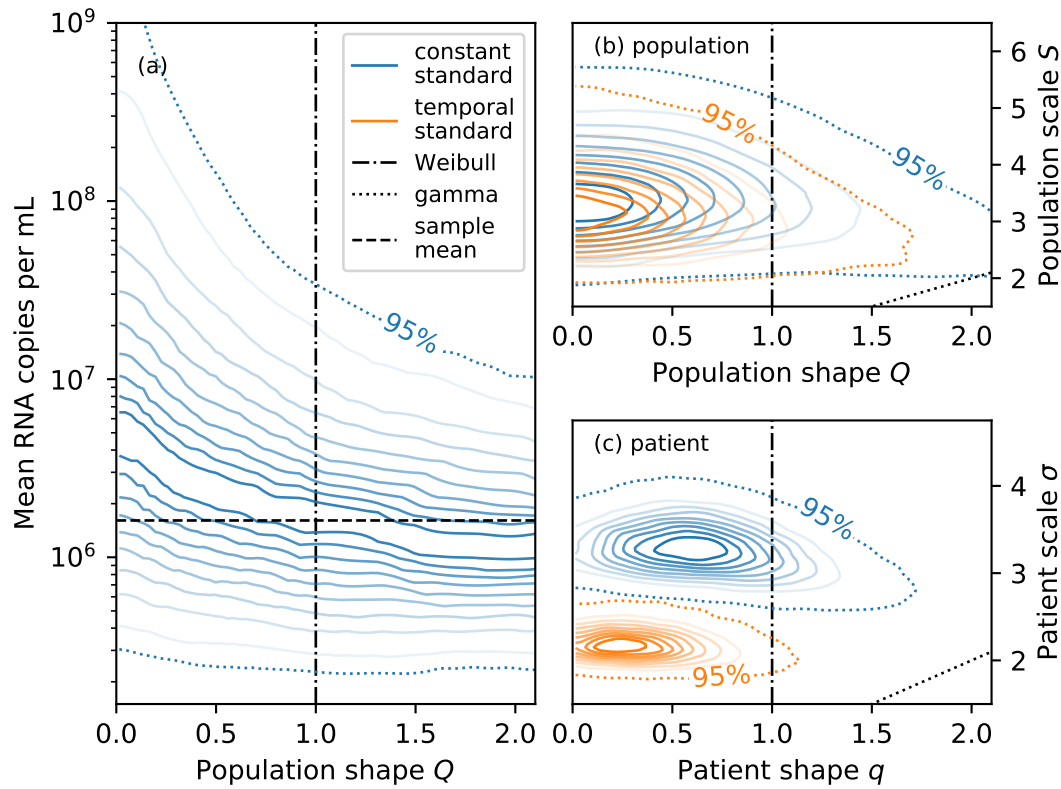 (a)
constant
standard
temporal
standard
Weibull
gamma
sample
mean
95%
10⁹
10⁸
10⁷
10⁶
Mean RNA copies per mL
0.0 0.5 1.0 1.5 2.0
Population shape Q
(b) population
95%
95%
6
5
4
3
2
Population scale S
0.0 0.5 1.0 1.5 2.0
Population shape Q
(c) patient
95%
95%
4
3
2
Patient scale σ
0.0 0.5 1.0 1.5 2.0
Patient shape q